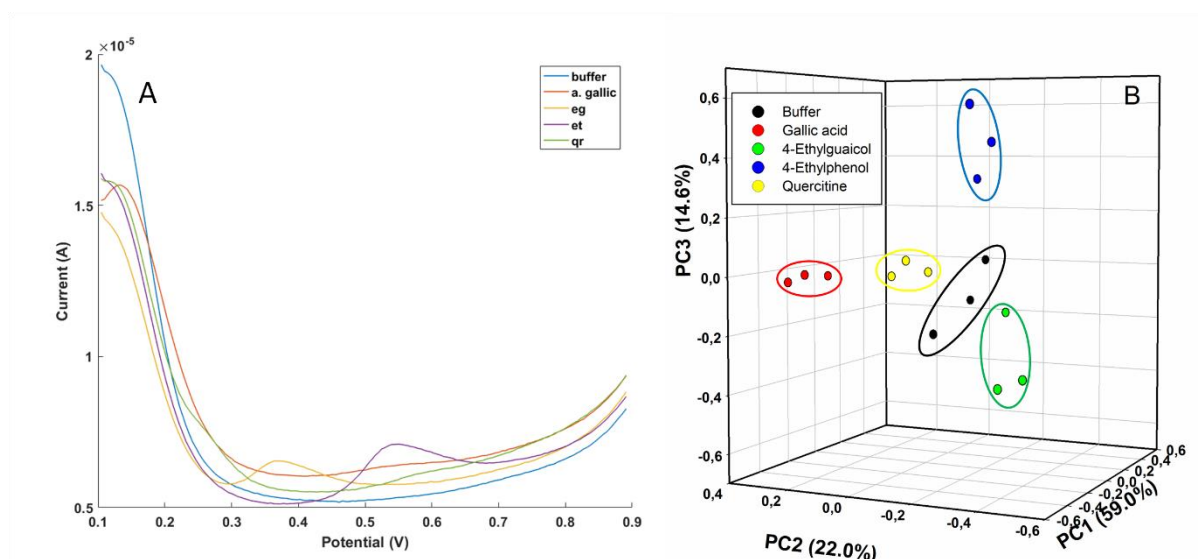 ×10⁻⁵
2
1.5
1
0.5
Current (A)
A
buffer
a. gallic
eg
et
qr
0.1
0.2
0.3
0.4
0.5
0.6
0.7
0.8
0.9
Potential (V)
B
Buffer
Gallic acid
4-Ethylguaicol
4-Ethylphenol
Quercitine
PC3 (14.6%)
0,6
0,4
0,2
0,0
-0,2
-0,4
-0,6
0,4
0,2
0,0
-0,2
-0,4
-0,6
PC2 (22.0%)
-0,6
-0,4
-0,2
0,0
0,2
0,4
0,6
PC1 (59.0%)